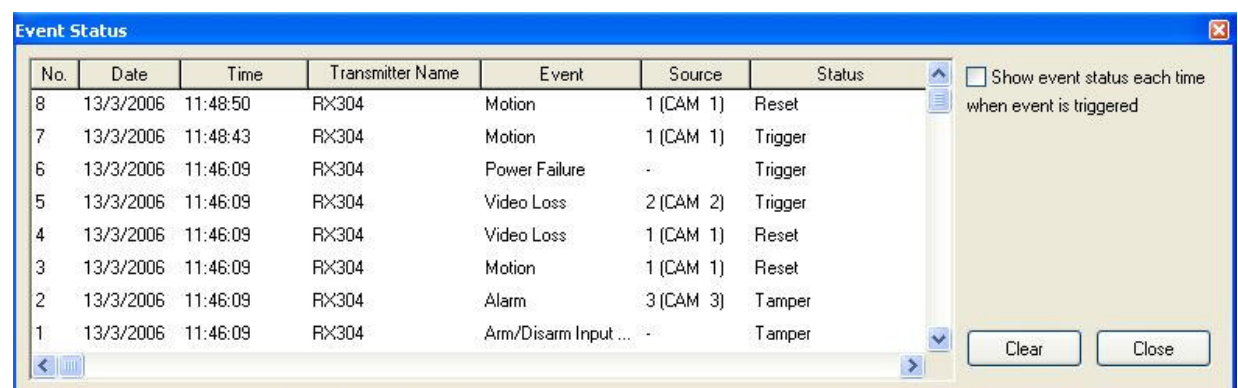 Event Status
No. Date Time Transmitter Name Event Source Status
8 13/3/2006 11:48:50 RX304 Motion 1 (CAM 1) Reset
7 13/3/2006 11:48:43 RX304 Motion 1 (CAM 1) Trigger
6 13/3/2006 11:46:09 RX304 Power Failure - Trigger
5 13/3/2006 11:46:09 RX304 Video Loss 2 (CAM 2) Trigger
4 13/3/2006 11:46:09 RX304 Video Loss 1 (CAM 1) Reset
3 13/3/2006 11:46:09 RX304 Motion 1 (CAM 1) Reset
2 13/3/2006 11:46:09 RX304 Alarm 3 (CAM 3) Tamper
1 13/3/2006 11:46:09 RX304 Arm/Disarm Input ... - Tamper
Show event status each time
when event is triggered
Clear Close